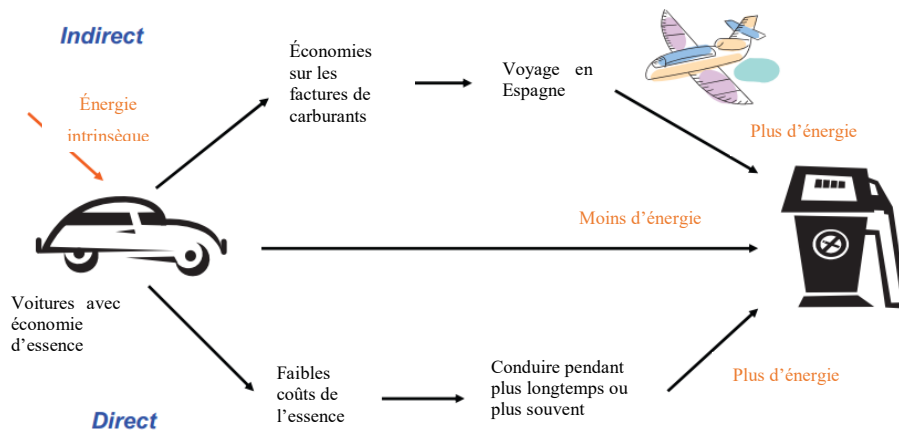 Indirect
Énergie
intrinsèque
Économies
sur les
factures de
carburants
Voyage en
Espagne
Plus d'énergie
Moins d'énergie
Voitures avec
économie
d'essence
Faibles
coûts de
l'essence
Conduire pendant
plus longtemps ou
plus souvent
Plus d'énergie
Direct